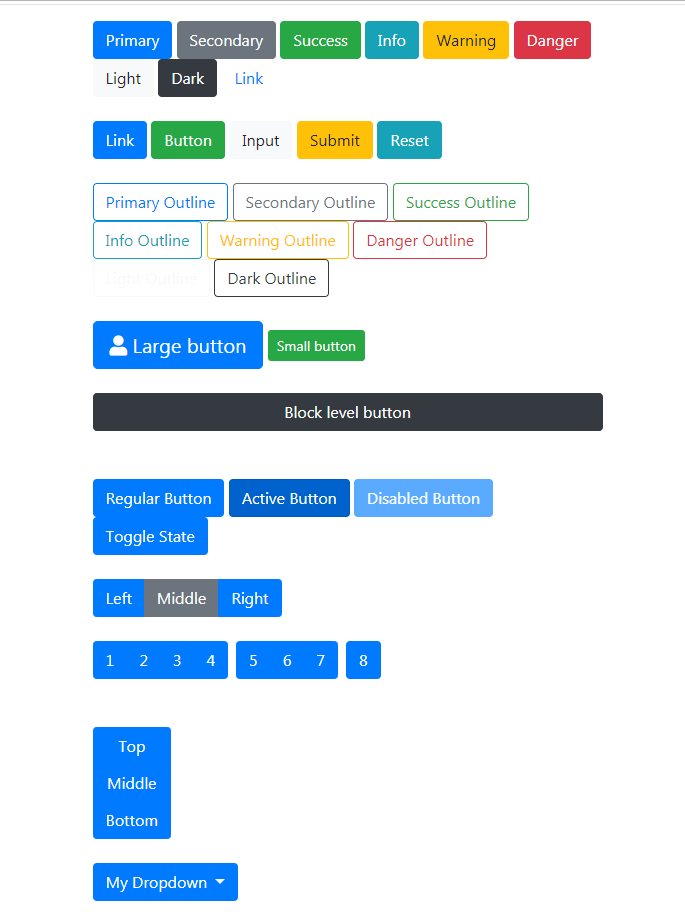 Primary Secondary Success Info Warning Danger
Light Dark Link
Link Button Input Submit Reset
Primary Outline Secondary Outline Success Outline
Info Outline Warning Outline Danger Outline
Light Outline Dark Outline
Large button Small button
Block level button
Regular Button Active Button Disabled Button
Toggle State
Left Middle Right
1 2 3 4 5 6 7 8
Top
Middle
Bottom
My Dropdown